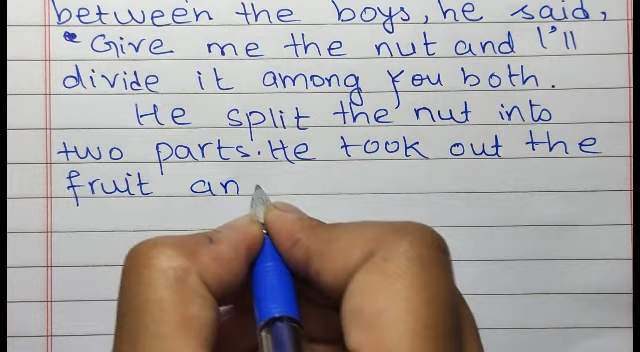 between the boys, he said,
"Give me the nut and I'll
divide it among you both.
He split the nut into
two parts. He took out the
fruit an